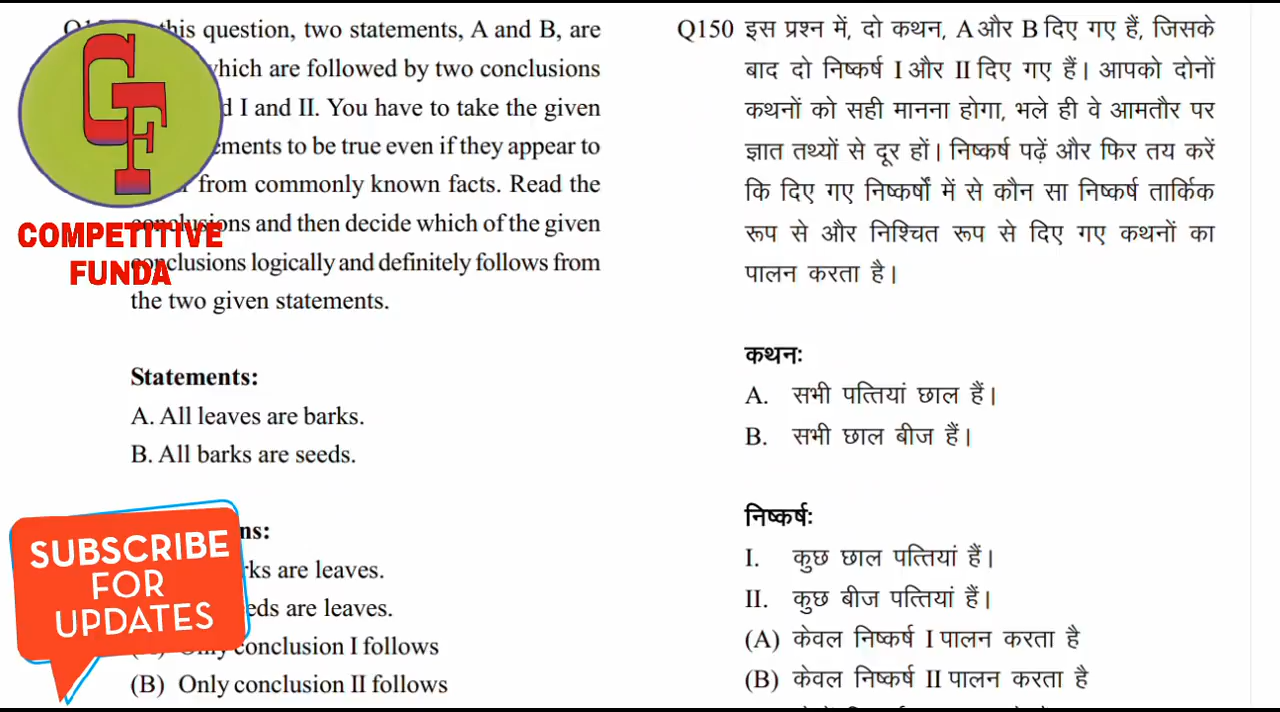 this question, two statements, A and B, are
which are followed by two conclusions
I and II. You have to take the given
to be true even if they appear to
from commonly known facts. Read the
conclusions and then decide which of the given
conclusions logically and definitely follows from
the two given statements.
Statements:
A. All leaves are barks.
B. All barks are seeds.
are leaves.
are leaves.
Only conclusion I follows
(B) Only conclusion II follows
CF
COMPETITIVE
FUNDA
SUBSCRIBE
FOR
UPDATES
Q150 इस प्रश्न में, दो कथन, A और B दिए गए हैं, जिसके
बाद दो निष्कर्ष I और II दिए गए हैं। आपको दोनों
कथनों को सही मानना होगा, भले ही वे आमतौर पर
ज्ञात तथ्यों से दूर हों। निष्कर्ष पढ़ें और फिर तय करें
कि दिए गए निष्कर्षों में से कौन सा निष्कर्ष तार्किक
रूप से और निश्चित रूप से दिए गए कथनों का
पालन करता है।
कथनः
A. सभी पत्तियां छाल हैं।
B. सभी छाल बीज हैं।
निष्कर्षः
I. कुछ छाल पत्तियां हैं।
II. कुछ बीज पत्तियां हैं।
(A) केवल निष्कर्ष I पालन करता है
(B) केवल निष्कर्ष II पालन करता है